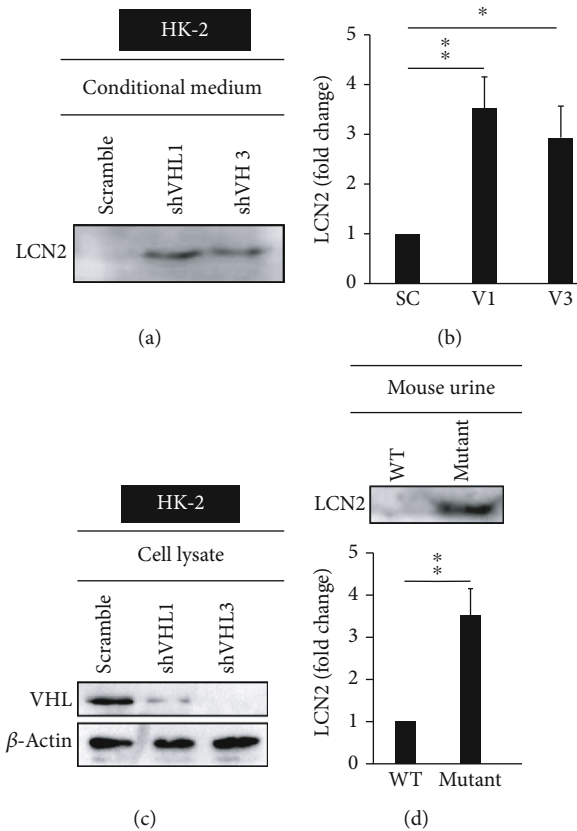 HK-2
Conditional medium
Scramble
shVHL1
shVH 3
LCN2
(a)
* 
* *
LCN2 (fold change)
5
4
3
2
1
0
SC V1 V3
(b)
HK-2
Cell lysate
Scramble
shVHL1
shVHL3
VHL
β-Actin
(c)
Mouse urine
WT
Mutant
LCN2
* *
LCN2 (fold change)
5
4
3
2
1
0
WT Mutant
(d)